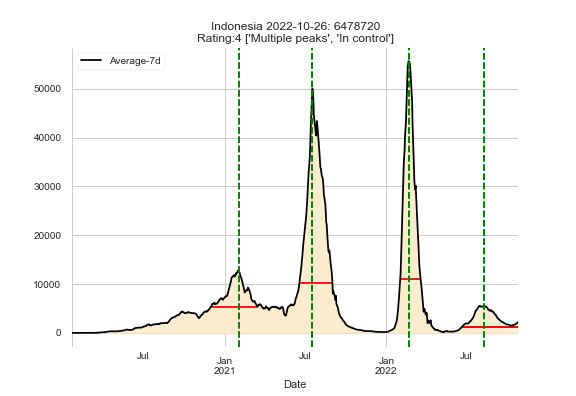 Indonesia 2022-10-26: 6478720
Rating:4 ['Multiple peaks', 'In control']
Average-7d
50000
40000
30000
20000
10000
0
Jul
Jan
2021
Jul
Jan
2022
Jul
Date